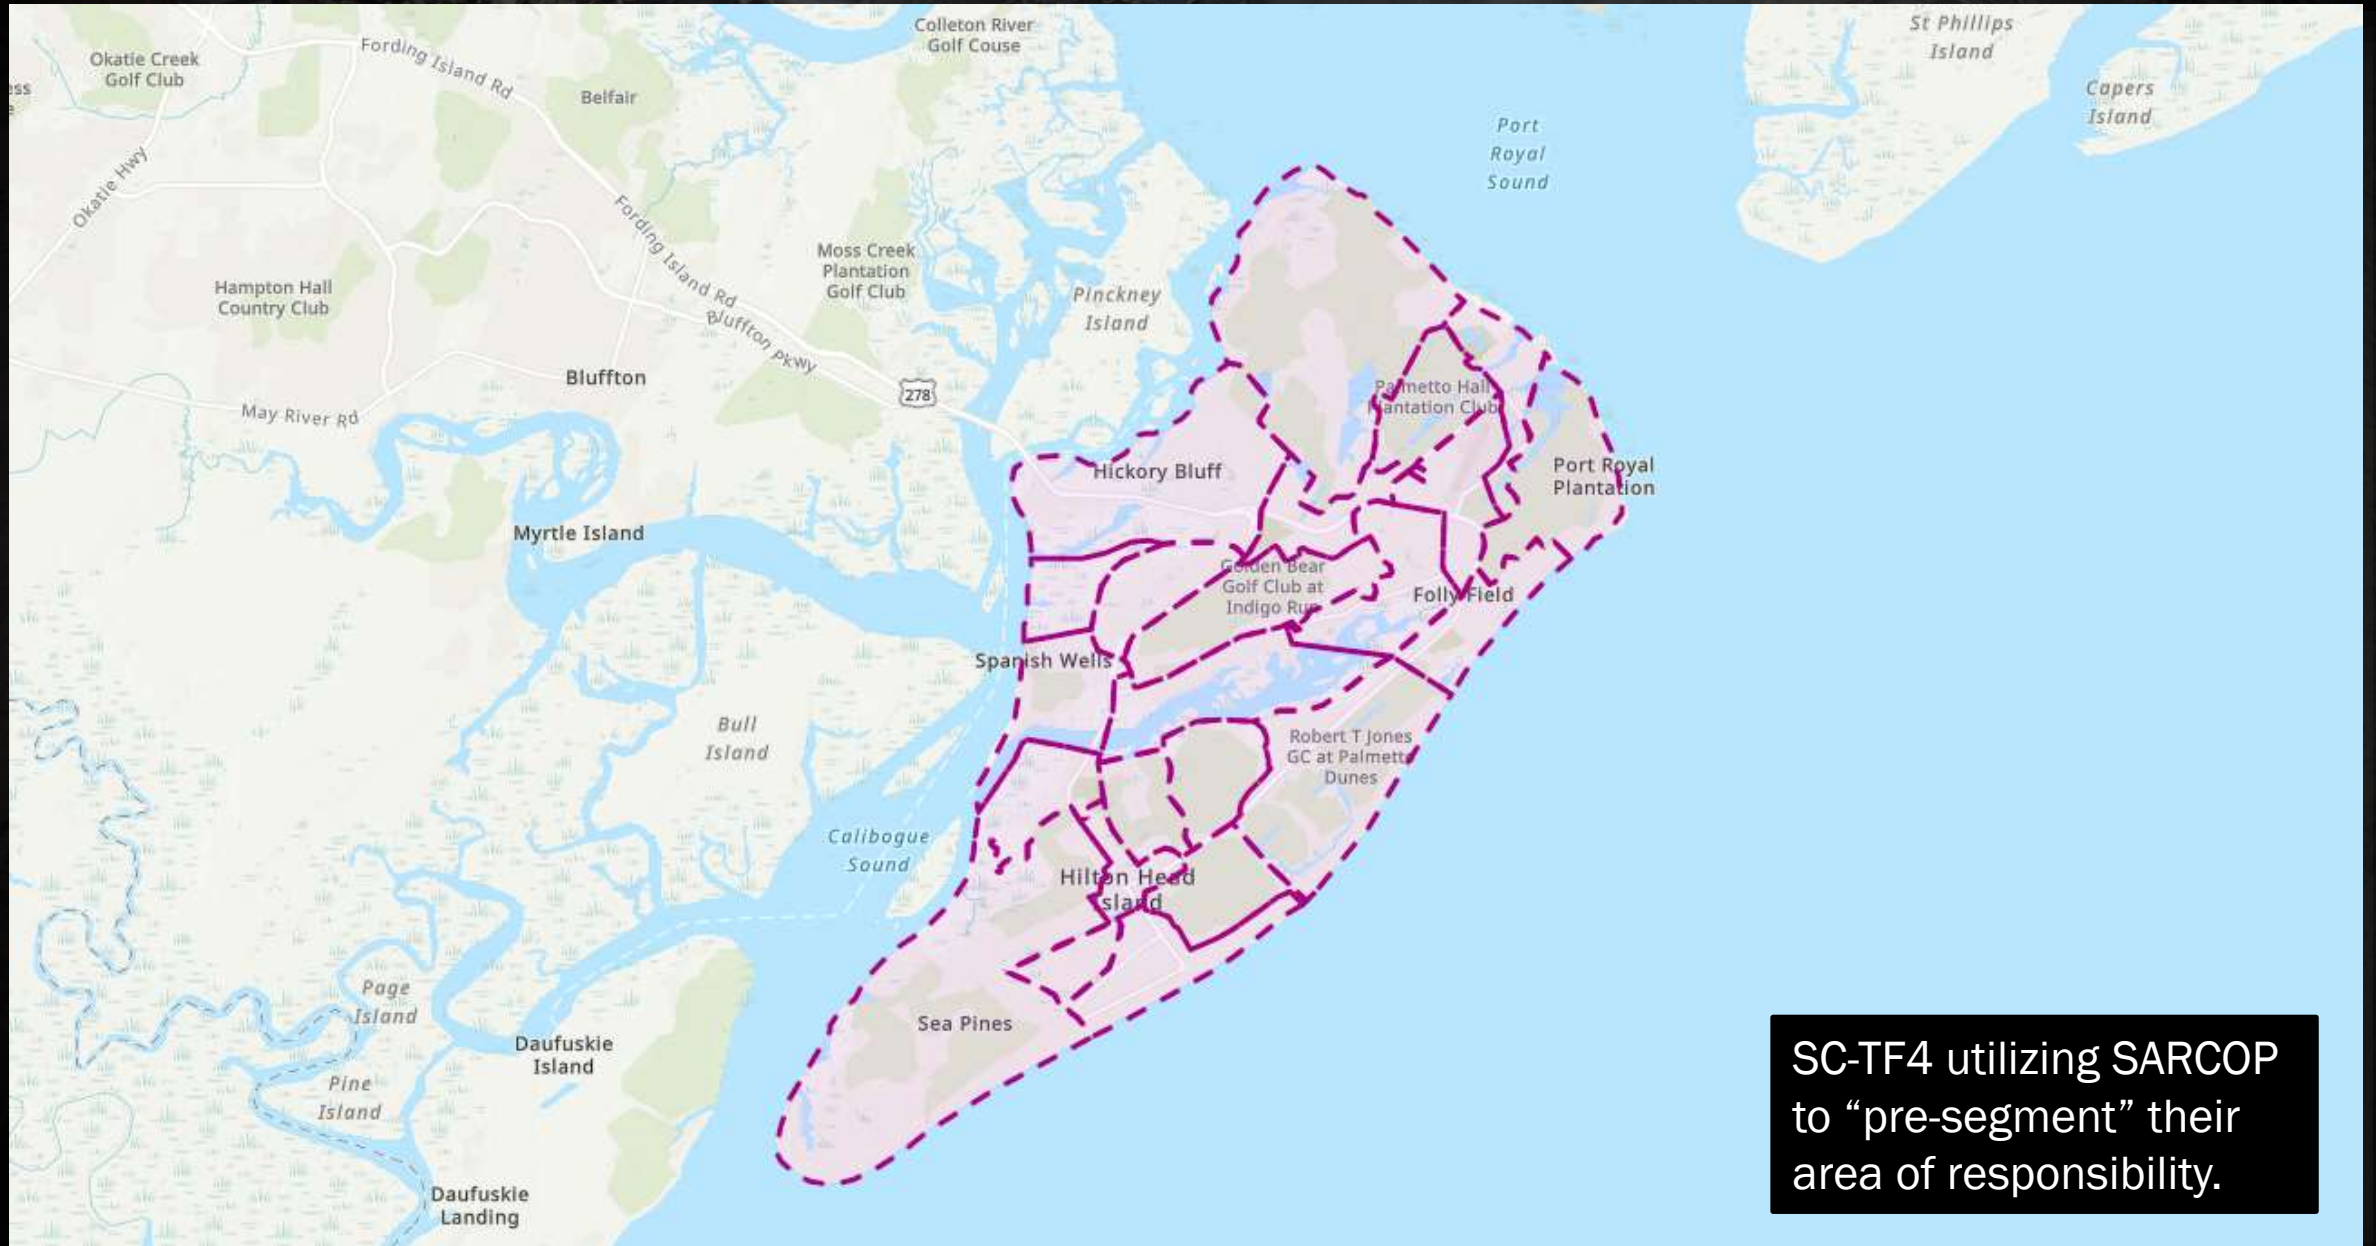 Colleton River
Golf Couse
St Phillips
Island
Okatie Creek
Golf Club
Fording Island Rd
Belfair
Capers
Island
ess
Port
Royal
Sound
Okatie Hwy
Fording Island Rd
Moss Creek
Plantation
Golf Club
Hampton Hall
Country Club
Pinckney
Island
Bluffton pkwy
Bluffton
278
Palmetto Hall
Plantation Club
May River Rd
Hickory Bluff
Port Royal
Plantation
Myrtle Island
Golden Bear
Golf Club at
Indigo Run
Folly Field
Spanish Wells
Bull
Island
Robert T Jones
GC at Palmetto
Dunes
Calibogue
Sound
Hilton Head
Island
Page
Island
Sea Pines
Daufuskie
Island
Pine
Island
Daufuskie
Landing
SC-TF4 utilizing SARCOP
to “pre-segment” their
area of responsibility.